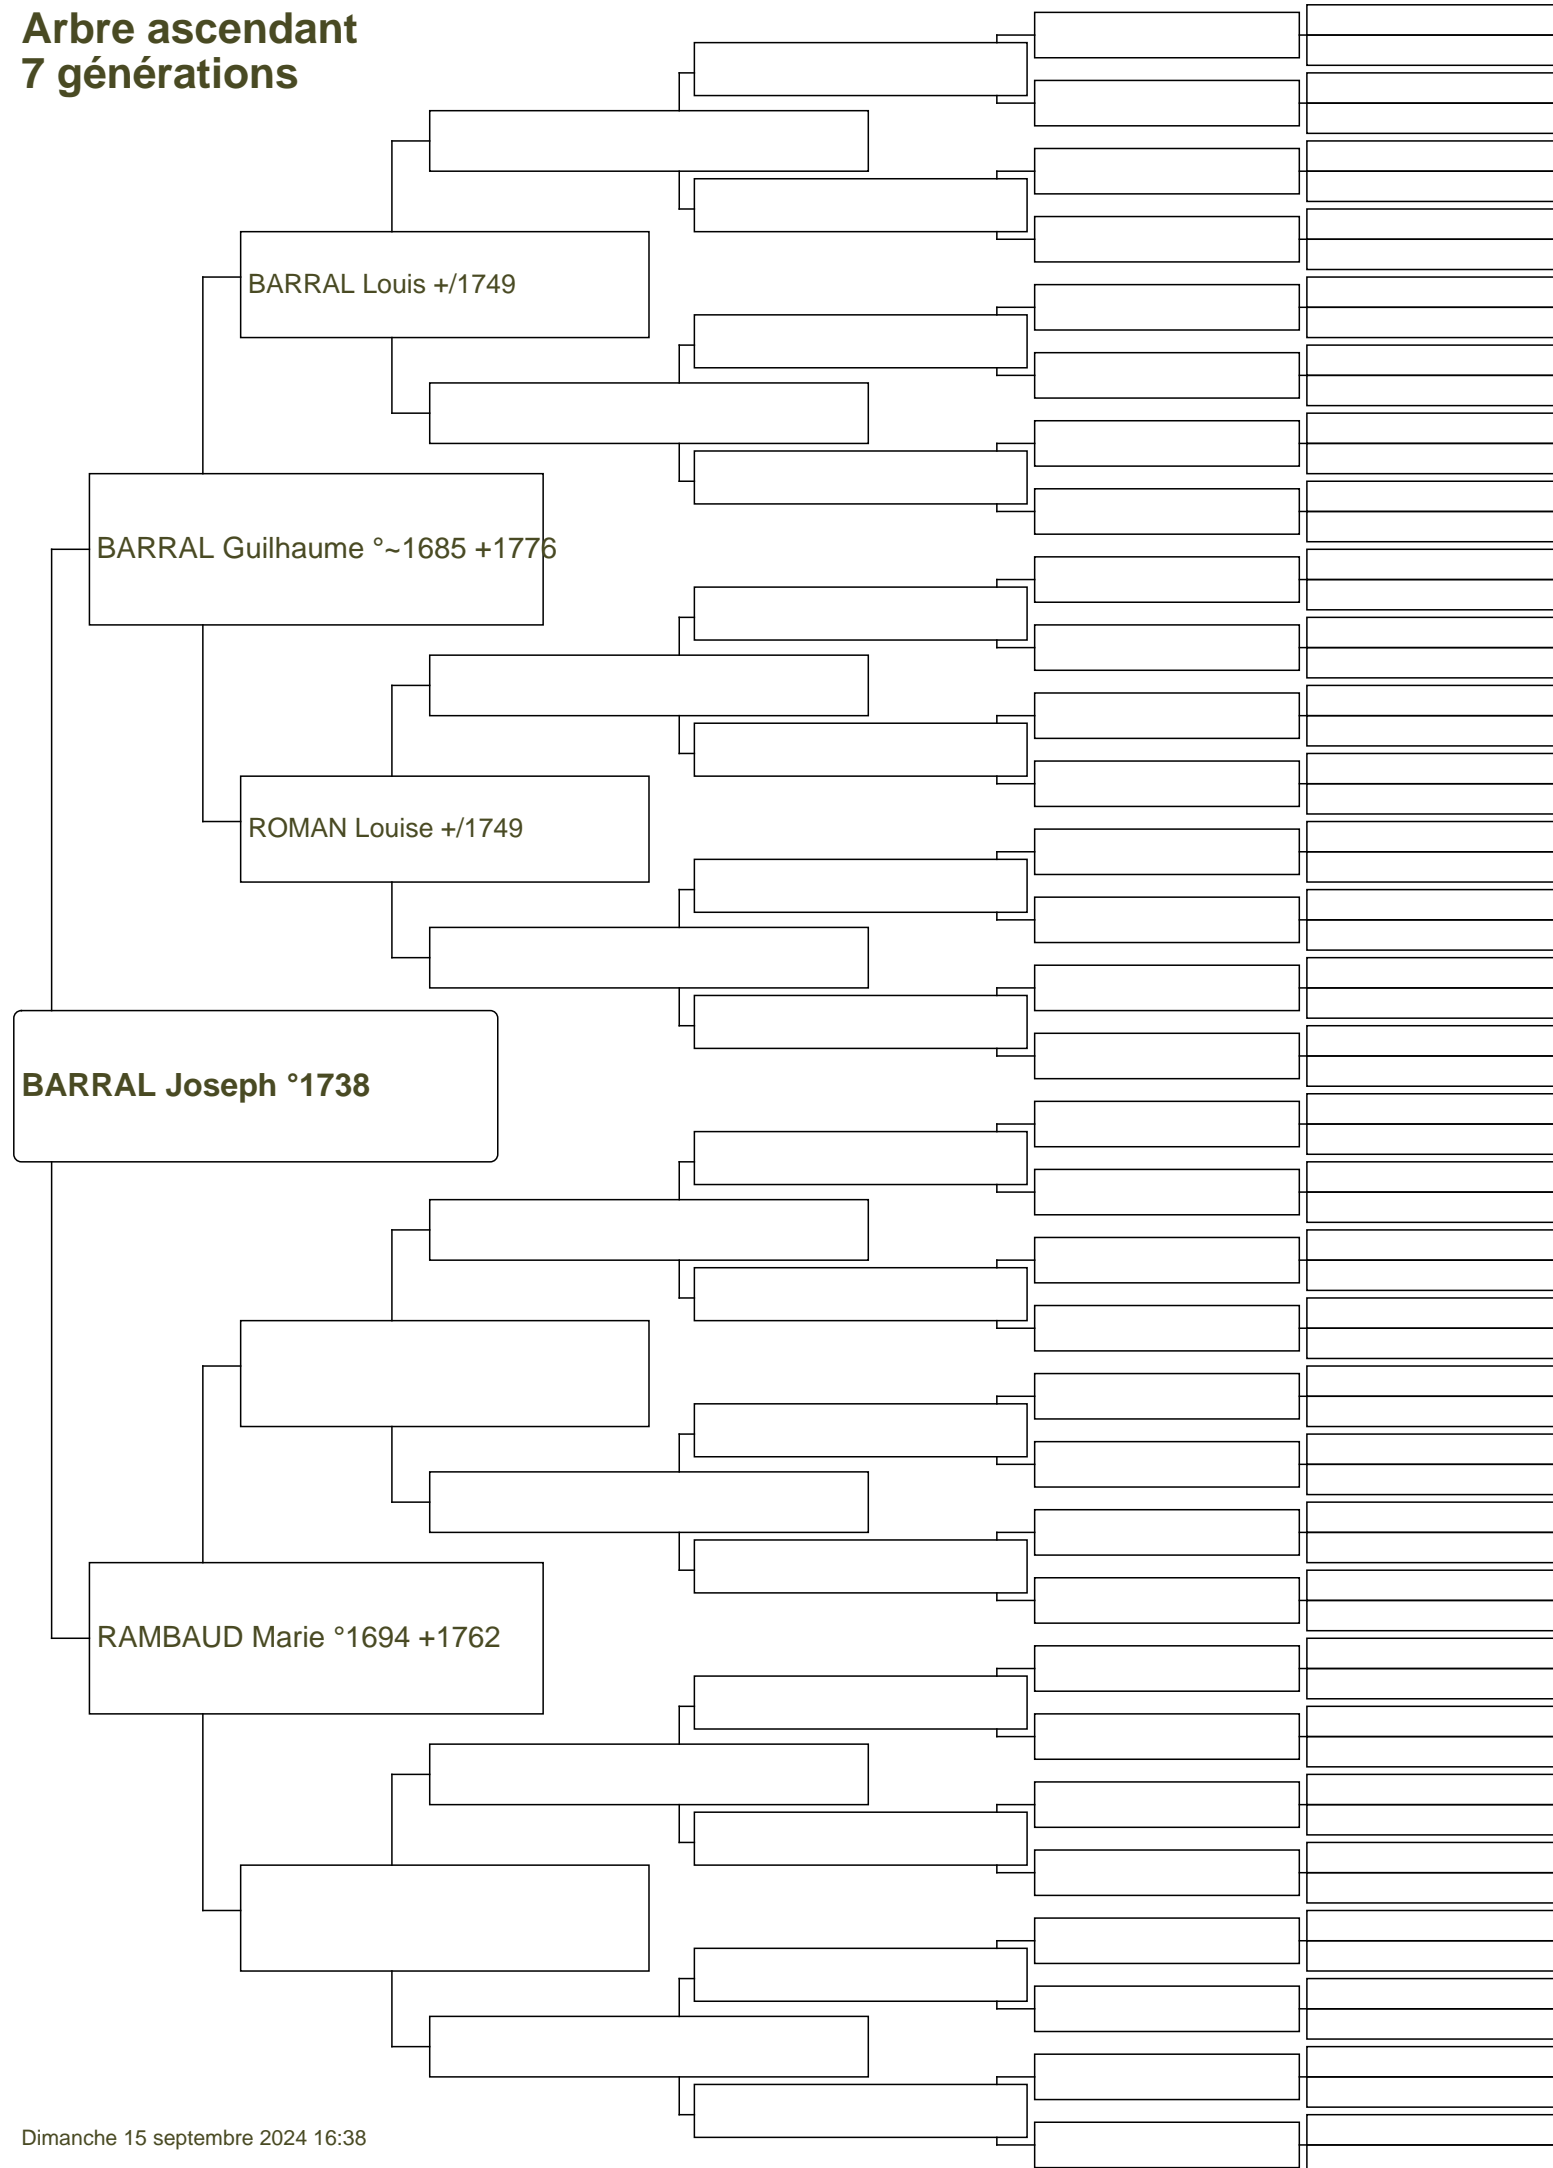 Arbre ascendant
7 générations
BARRAL Louis +/1749
BARRAL Guilhaume °~1685 +1776
ROMAN Louise +/1749
BARRAL Joseph °1738
RAMBAUD Marie °1694 +1762
Dimanche 15 septembre 2024 16:38